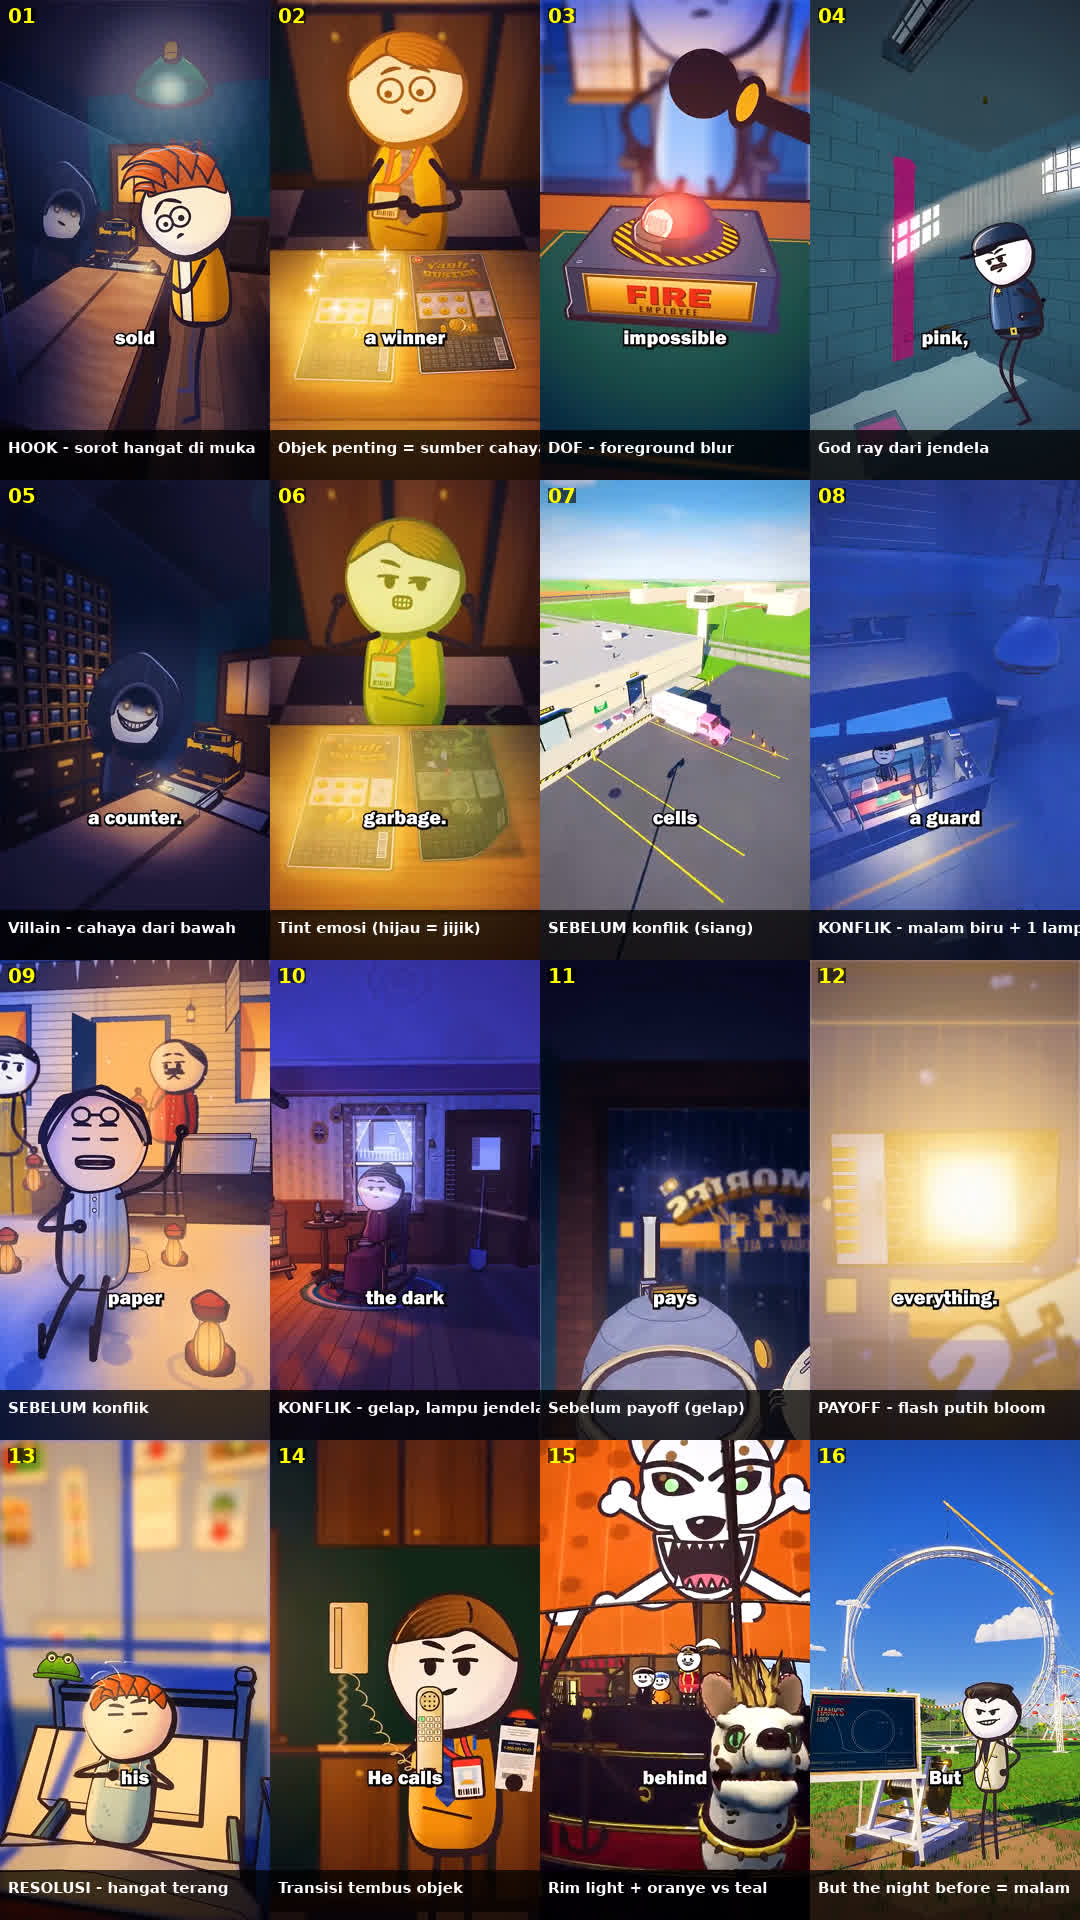 01
sold
HOOK - sorot hangat di muka
02
Vault
BUSTER
a winner
Objek penting = sumber cahay
03
FIRE
EMPLOYEE
impossible
DOF - foreground blur
04
pink,
God ray dari jendela
05
a counter.
Villain - cahaya dari bawah
06
garbage.
Tint emosi (hijau = jijik)
07
cells
SEBELUM konflik (siang)
08
a guard
KONFLIK - malam biru + 1 lamp
09
paper
SEBELUM konflik
10
the dark
KONFLIK - gelap, lampu jendela
11
pays
Sebelum payoff (gelap)
12
everything.
PAYOFF - flash putih bloom
13
his
RESOLUSI - hangat terang
14
He calls
Transisi tembus objek
15
behind
Rim light + oranye vs teal
16
LOOP
But
But the night before = malam